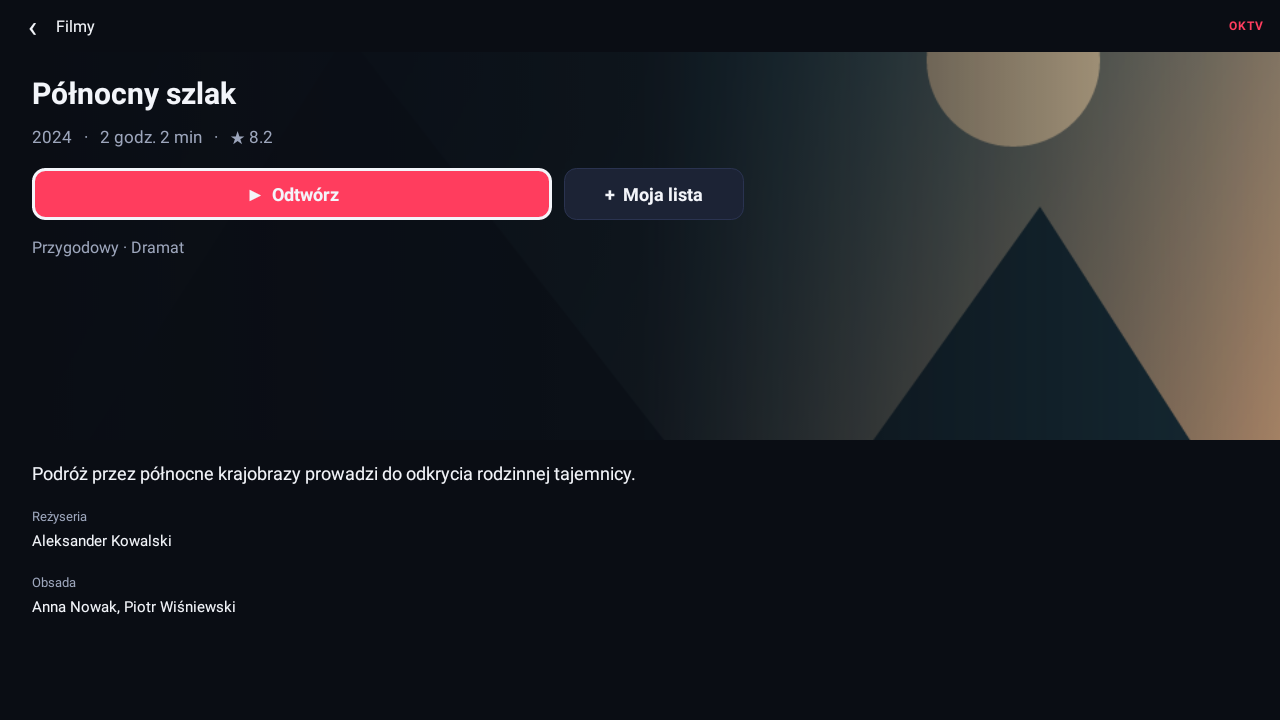 ❮ Filmy
OKTV
Północny szlak
2024 · 2 godz. 2 min · ★ 8.2
► Odtwórz
+ Moja lista
Przygodowy · Dramat
Podróż przez północne krajobrazy prowadzi do odkrycia rodzinnej tajemnicy.
Reżyseria
Aleksander Kowalski
Obsada
Anna Nowak, Piotr Wiśniewski